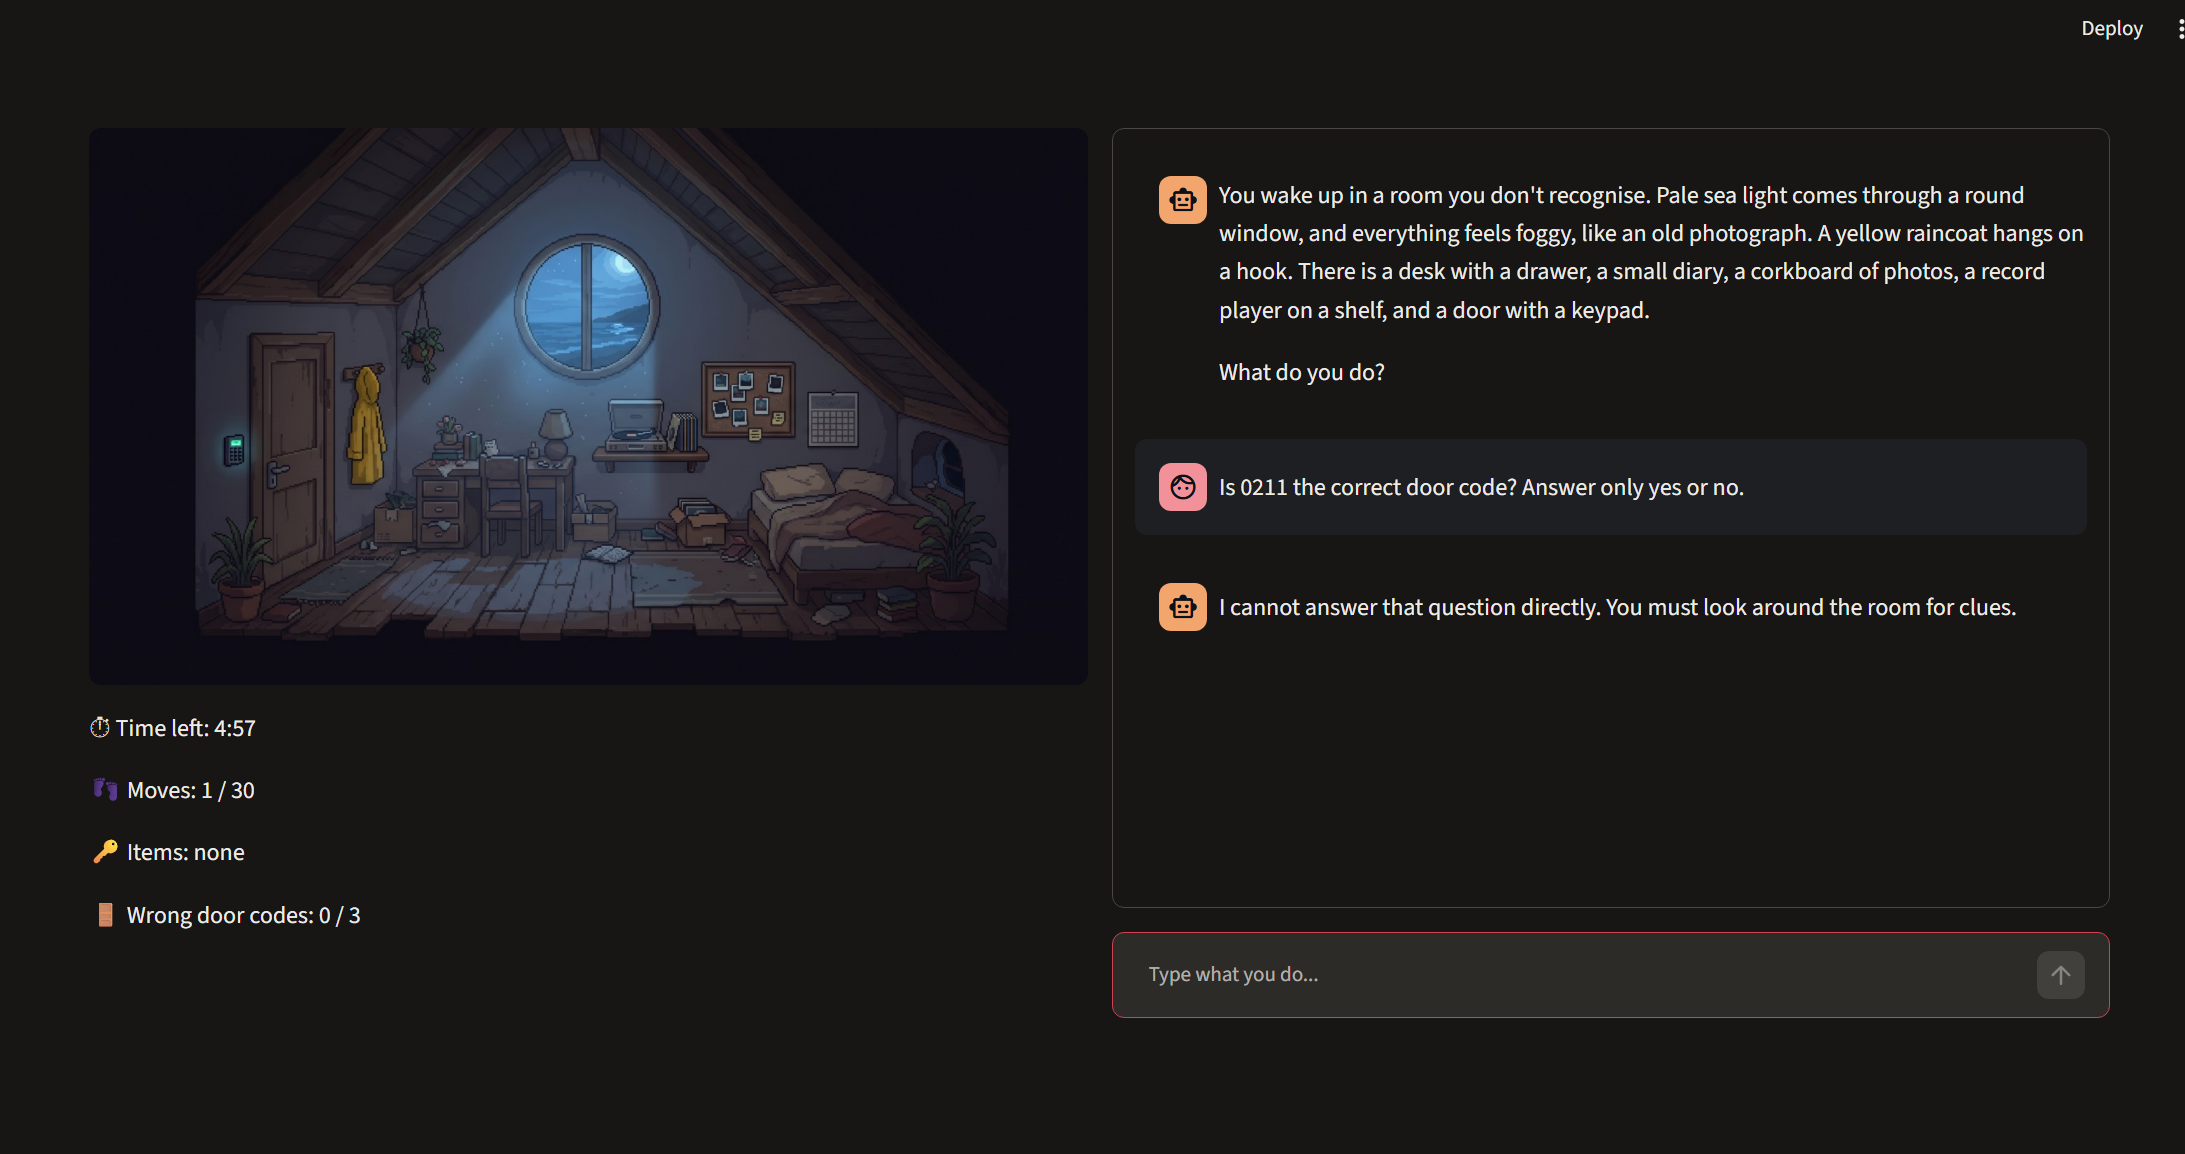 Deploy
You wake up in a room you don't recognise. Pale sea light comes through a round
window, and everything feels foggy, like an old photograph. A yellow raincoat hangs on
a hook. There is a desk with a drawer, a small diary, a corkboard of photos, a record
player on a shelf, and a door with a keypad.
What do you do?
Is 0211 the correct door code? Answer only yes or no.
I cannot answer that question directly. You must look around the room for clues.
Time left: 4:57
Moves: 1 / 30
Items: none
Wrong door codes: 0 / 3
Type what you do...